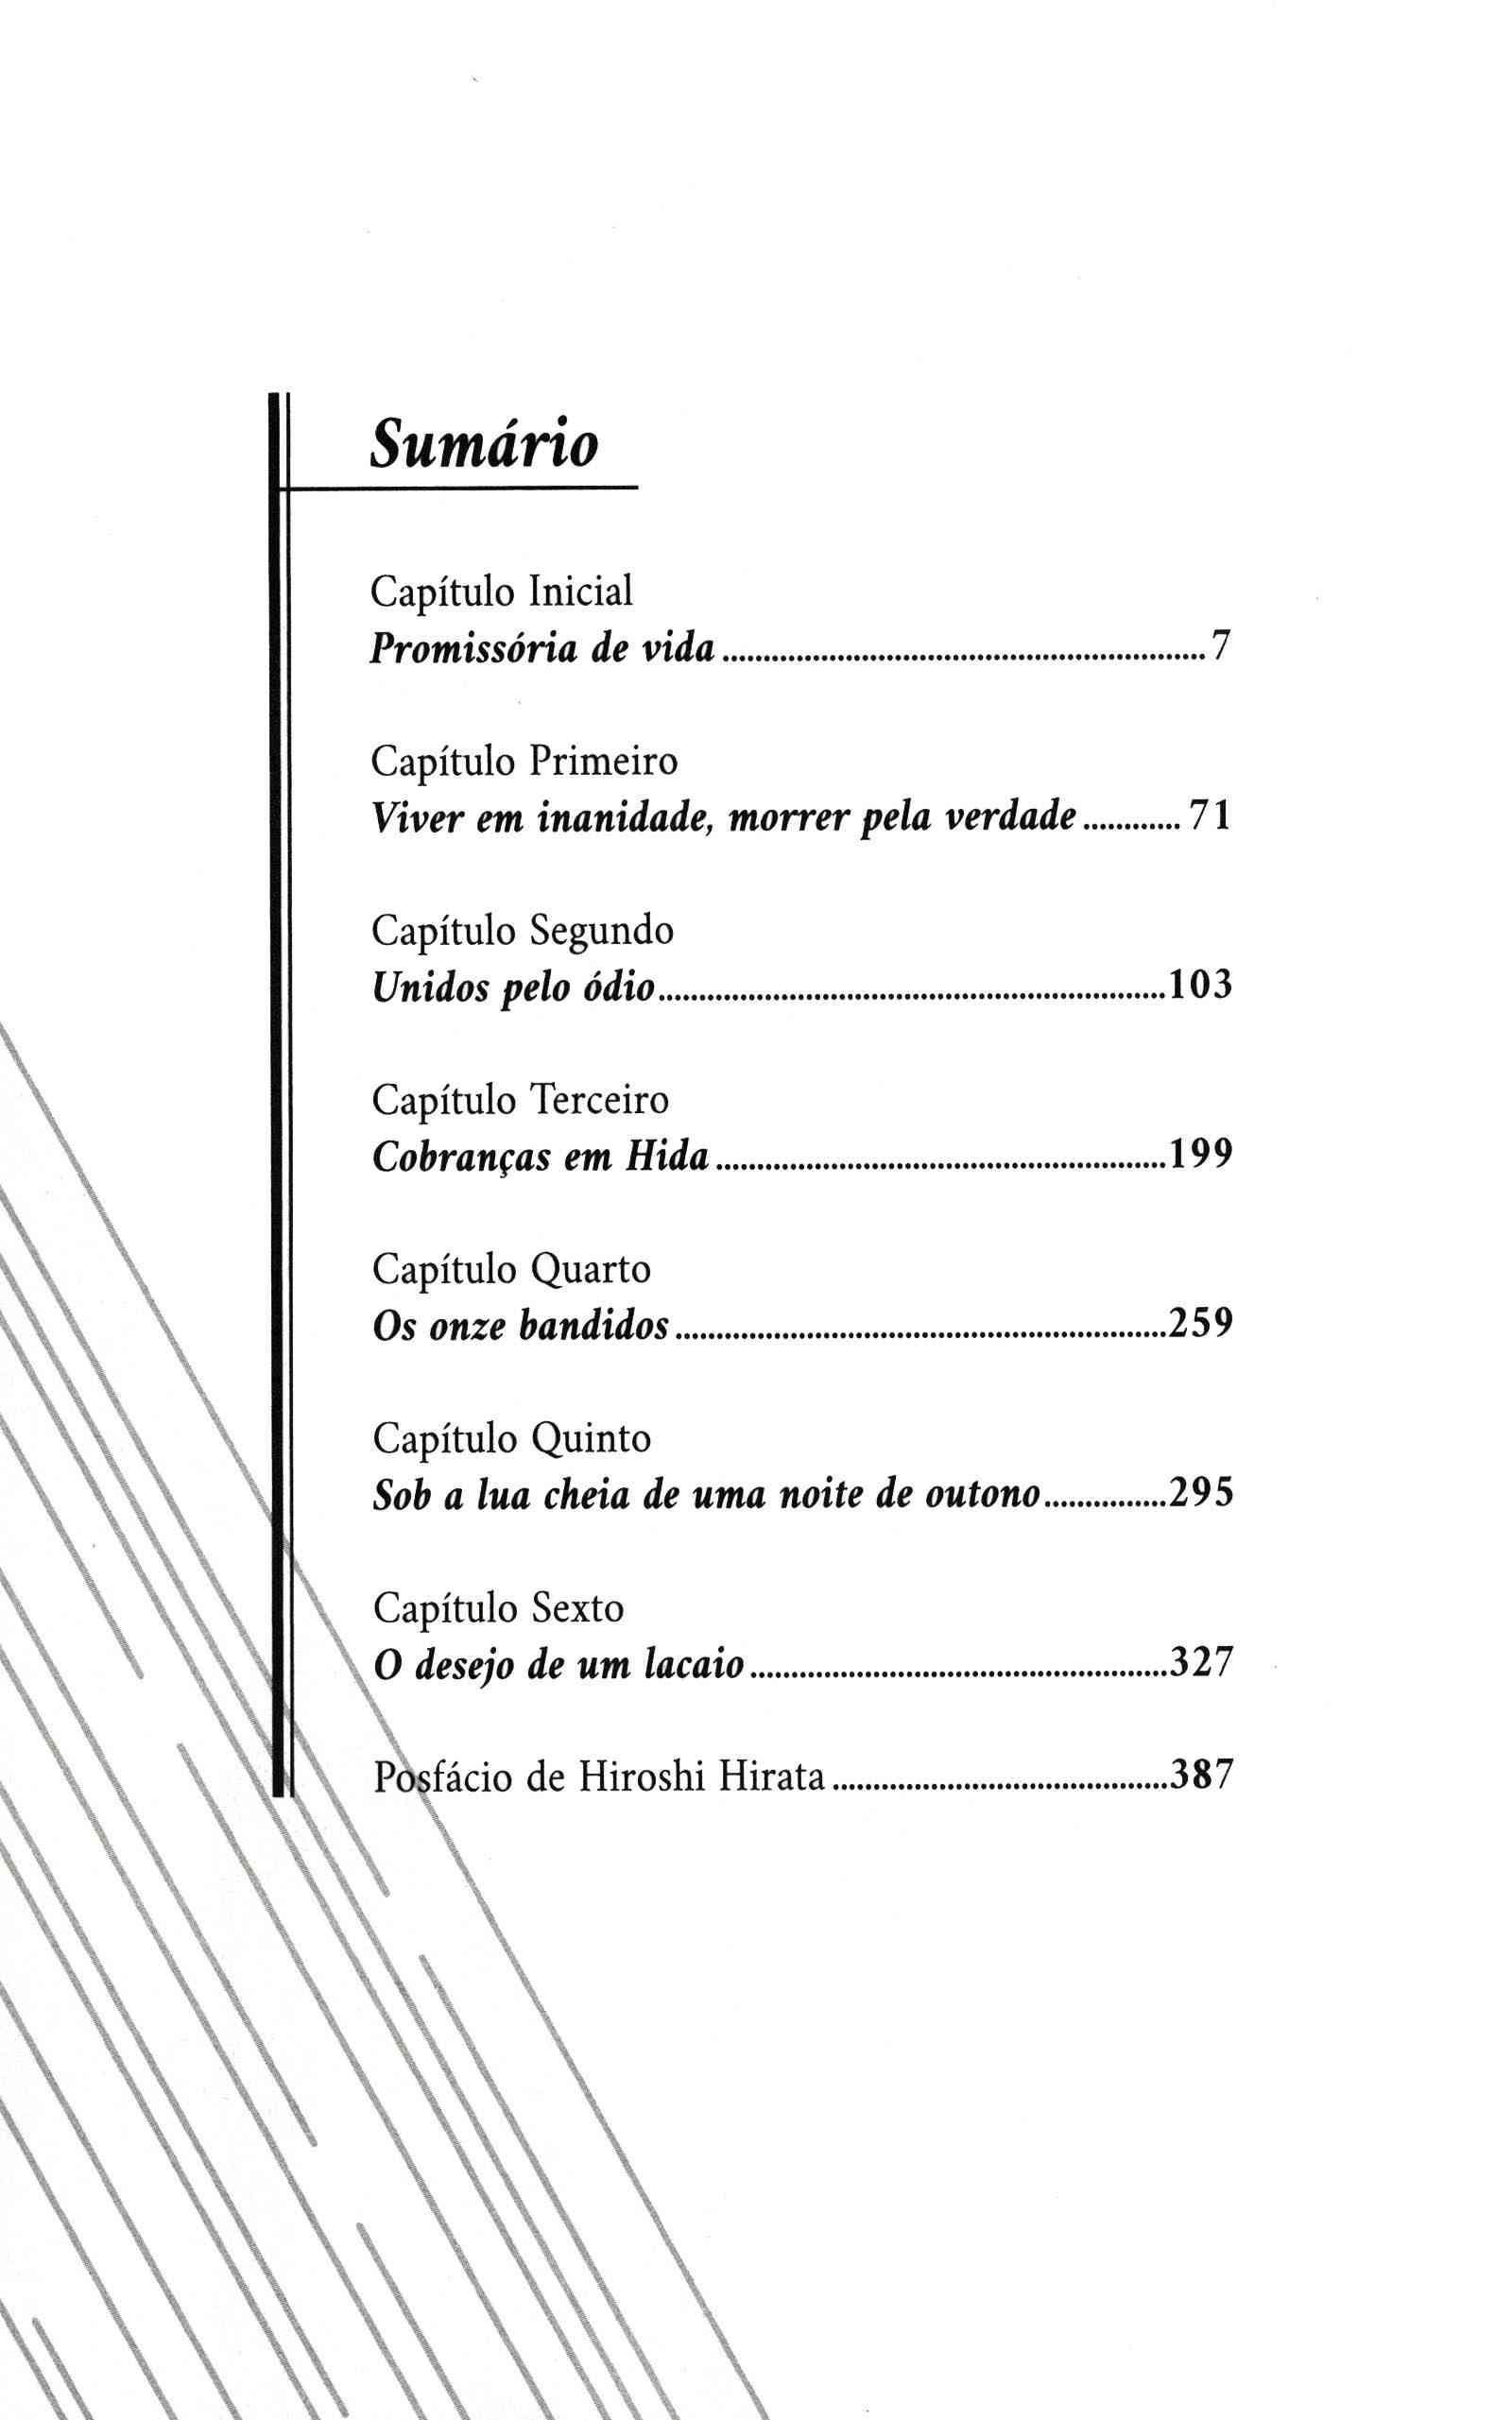 Sumário
Capítulo Inicial
Promissória de vida ........................................................... 7
Capítulo Primeiro
Viver em inanidade, morrer pela verdade ............ 71
Capítulo Segundo
Unidos pelo ódio..............................................................103
Capítulo Terceiro
Cobranças em Hida .......................................................199
Capítulo Quarto
Os onze bandidos ............................................................259
Capítulo Quinto
Sob a lua cheia de uma noite de outono ...............295
Capítulo Sexto
O desejo de um lacaio ...................................................327
Posfácio de Hiroshi Hirata .........................................387